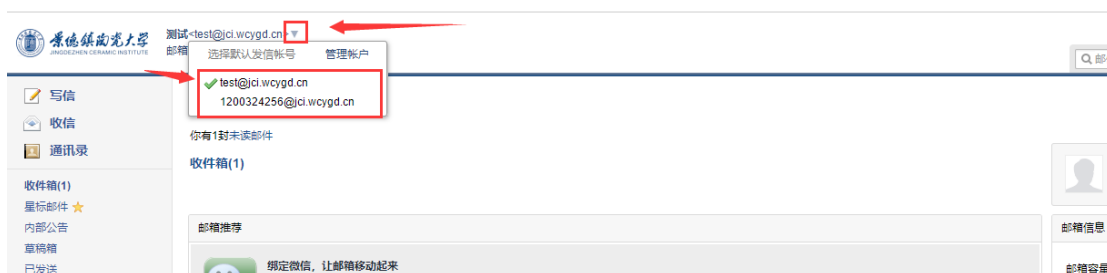 景德镇陶瓷大学
JINGDEZHEN CERAMIC INSTITUTE
测试<test@jci.wcygd.cn>
邮箱
选择默认发信帐号 管理帐户
test@jci.wcygd.cn
1200324256@jci.wcygd.cn
写信
收信
通讯录
收件箱(1)
星标邮件
内部公告
草稿箱
已发送
你有1封未读邮件
收件箱(1)
邮箱推荐
绑定微信，让邮箱移动起来
邮箱信息
邮箱容量